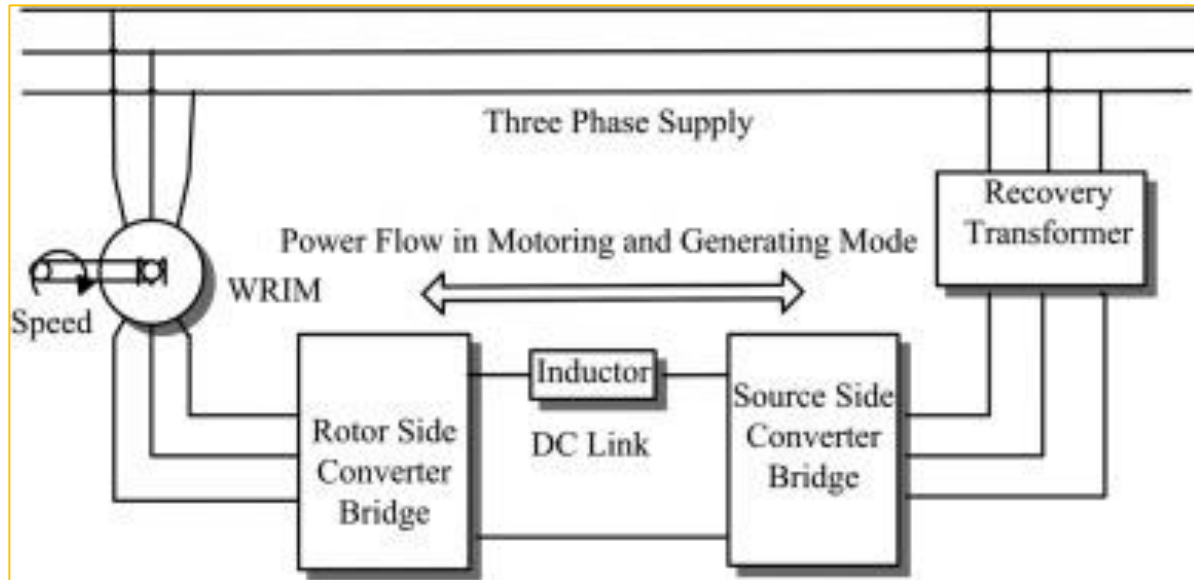 Three Phase Supply
Recovery
Transformer
Power Flow in Motoring and Generating Mode
WRIM
Speed
Inductor
DC Link
Rotor Side
Converter
Bridge
Source Side
Converter
Bridge